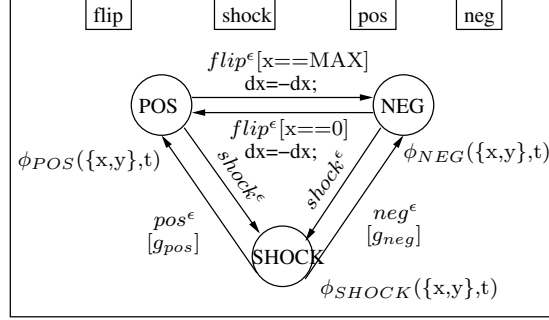 flip shock pos neg
flip^ϵ[x==MAX]
dx=-dx;
POS NEG
flip^ϵ[x==0]
dx=-dx;
ϕ_POS({x,y},t) ϕ_NEG({x,y},t)
shock^ϵ shock^ϵ
pos^ϵ neg^ϵ
[g_pos] [g_neg]
SHOCK
ϕ_SHOCK({x,y},t)